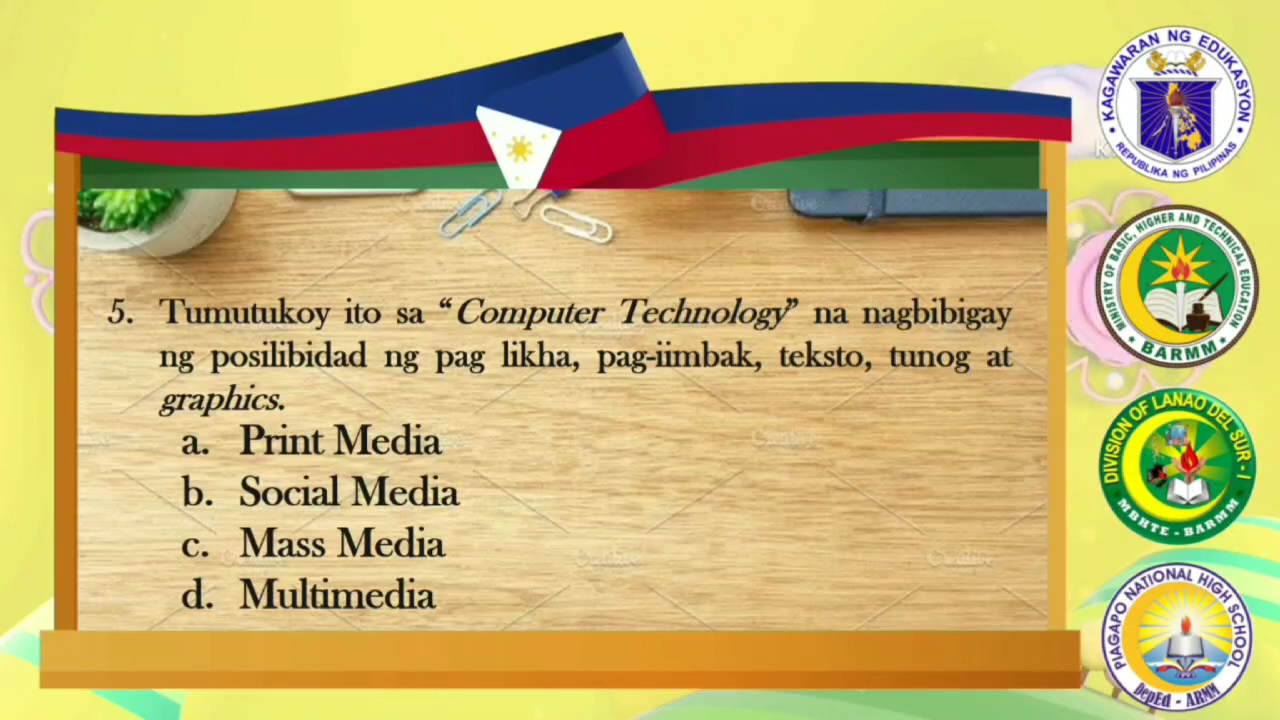 5. Tumutukoy ito sa “Computer Technology” na nagbibigay
ng posilibidad ng pag likha, pag-iimbak, teksto, tunog at
graphics.
a. Print Media
b. Social Media
c. Mass Media
d. Multimedia
KAGAWARAN NG EDUKASYON
REPUBLIKA NG PILIPINAS
MINISTRY OF BASIC, HIGHER AND TECHNICAL EDUCATION
BARMM
DIVISION OF LANAO DEL SUR - I
MBHTE - BARMM
PIAGAPO NATIONAL HIGH SCHOOL
DepEd - ARMM